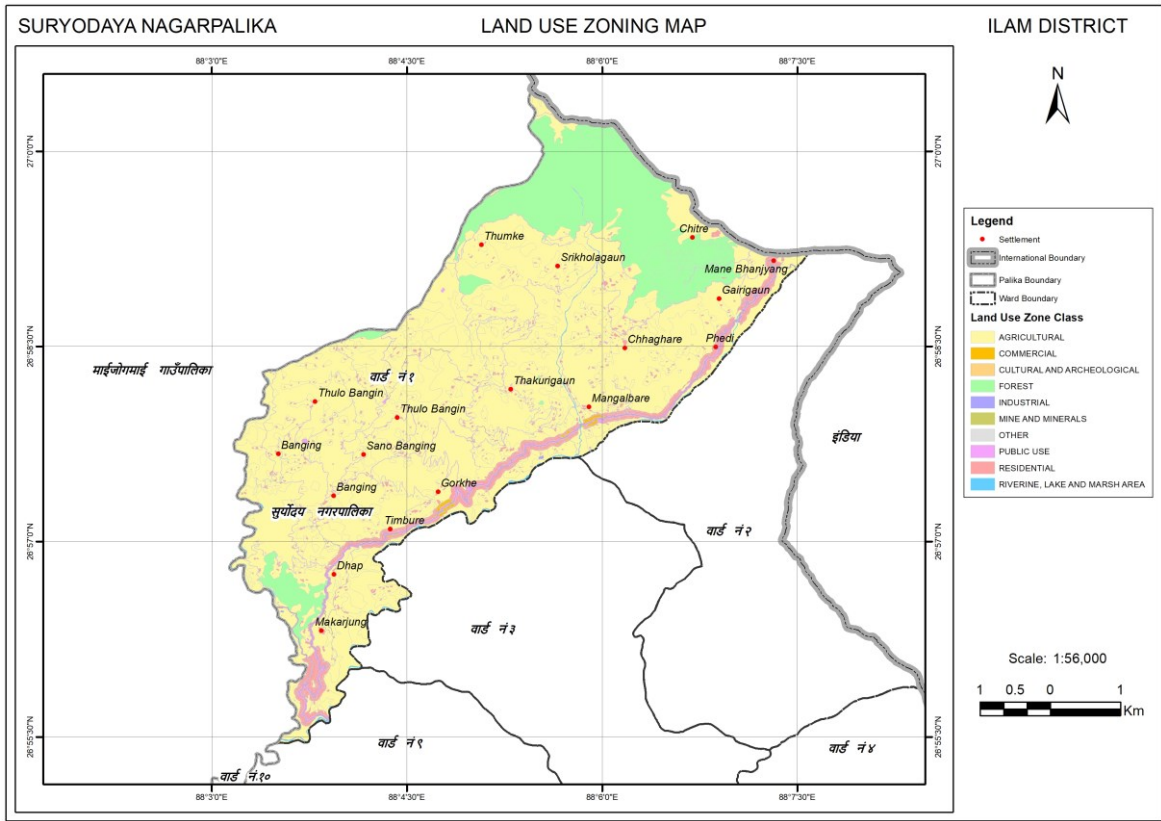 SURYODAYA NAGARPALIKA
LAND USE ZONING MAP
ILAM DISTRICT
88°3'0"E
88°4'30"E
88°6'0"E
88°7'30"E
N
27°0'0"N
27°0'0"N
Chitre
Thumke
Srikholagaun
Mane Bhanjyang
Gairigaun
26°58'30"N
26°58'30"N
Phedi
Chhaghare
माईजोगमाई गाउँपालिका
वार्ड नं१
Thakurigaun
Thulo Bangin
Mangalbare
Thulo Bangin
इंडिया
Banging
Sano Banging
Gorkhe
Banging
सुर्योदय नगरपालिका
Timbure
वार्ड नं२
26°57'0"N
26°57'0"N
Dhap
Makarjung
वार्ड नं३
26°55'30"N
26°55'30"N
वार्ड नं९
वार्ड नं४
वार्ड नं१०
88°3'0"E
88°4'30"E
88°6'0"E
88°7'30"E
Legend
Settlement
International Boundary
Palika Boundary
Ward Boundary
Land Use Zone Class
AGRICULTURAL
COMMERCIAL
CULTURAL AND ARCHEOLOGICAL
FOREST
INDUSTRIAL
MINE AND MINERALS
OTHER
PUBLIC USE
RESIDENTIAL
RIVERINE, LAKE AND MARSH AREA
Scale: 1:56,000
1 0.5 0 1
Km